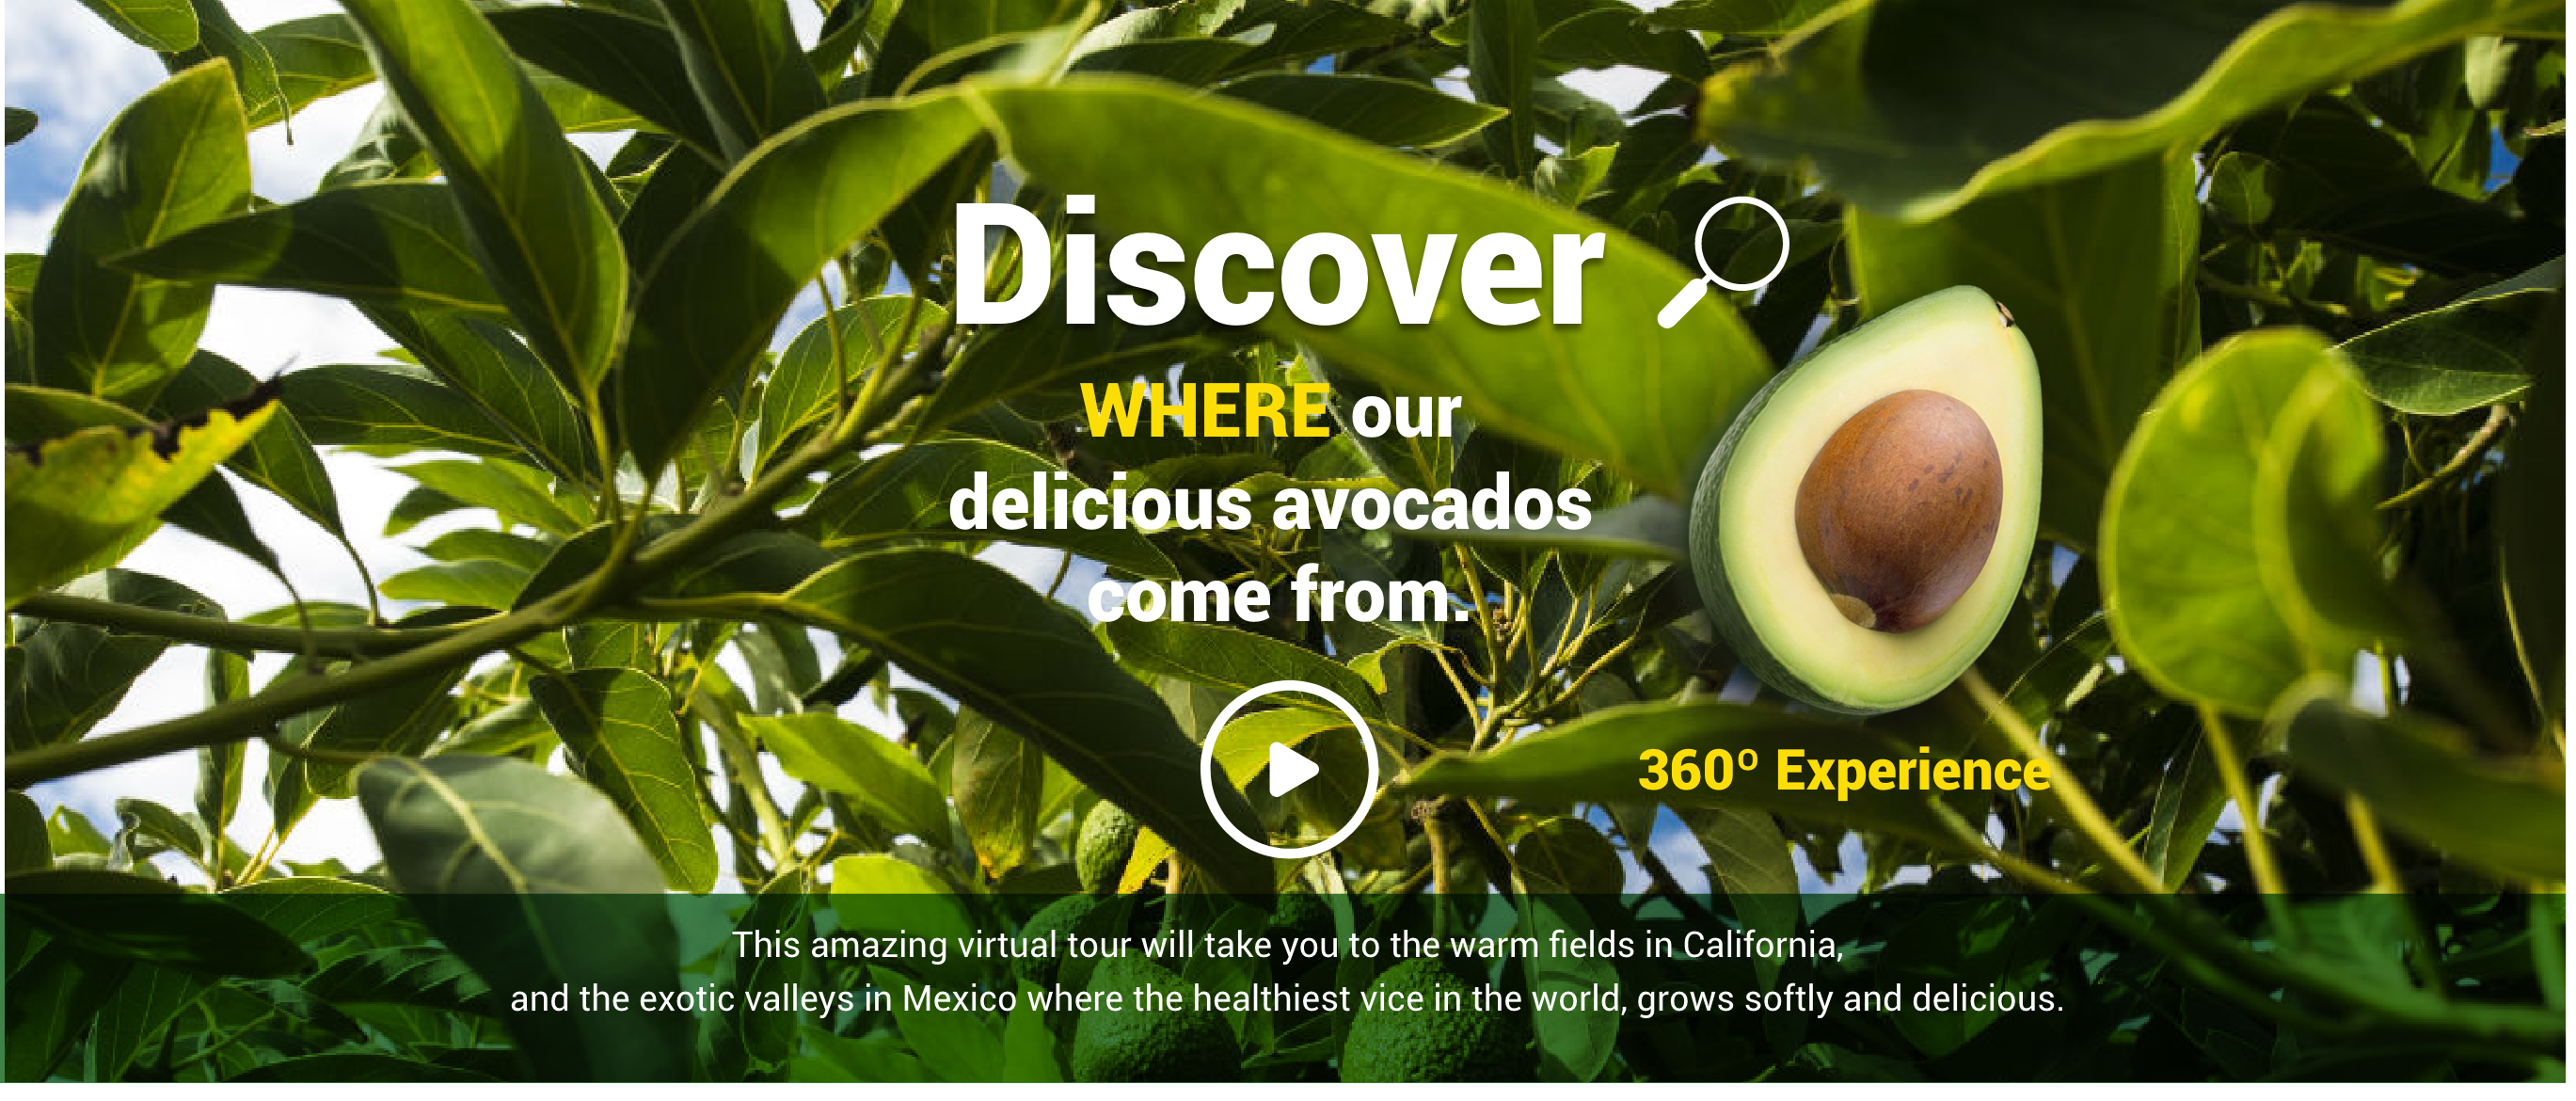 Discover
WHERE our
delicious avocados
come from.
360º Experience
This amazing virtual tour will take you to the warm fields in California,
and the exotic valleys in Mexico where the healthiest vice in the world, grows softly and delicious.